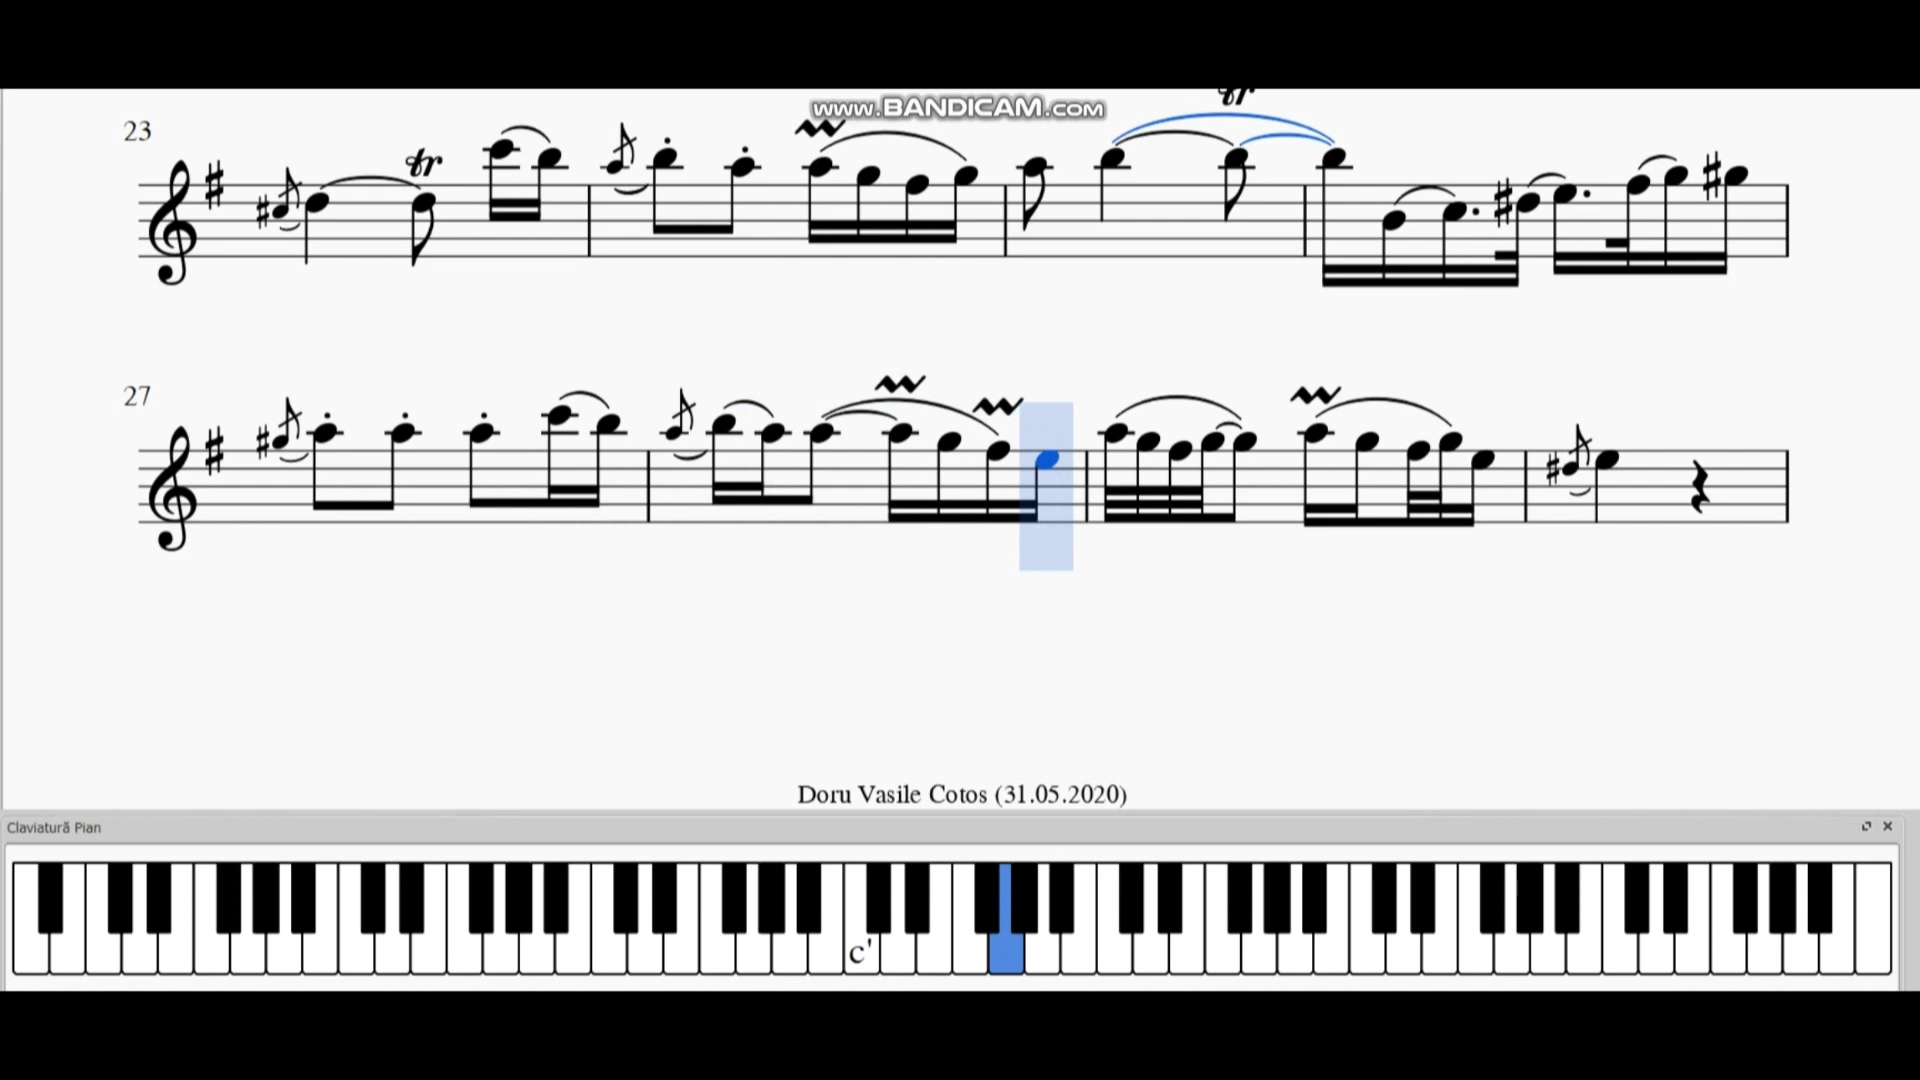 www.BANDICAM.com
tr
23
tr
27
Doru Vasile Cotos (31.05.2020)
Claviatură Pian
c'